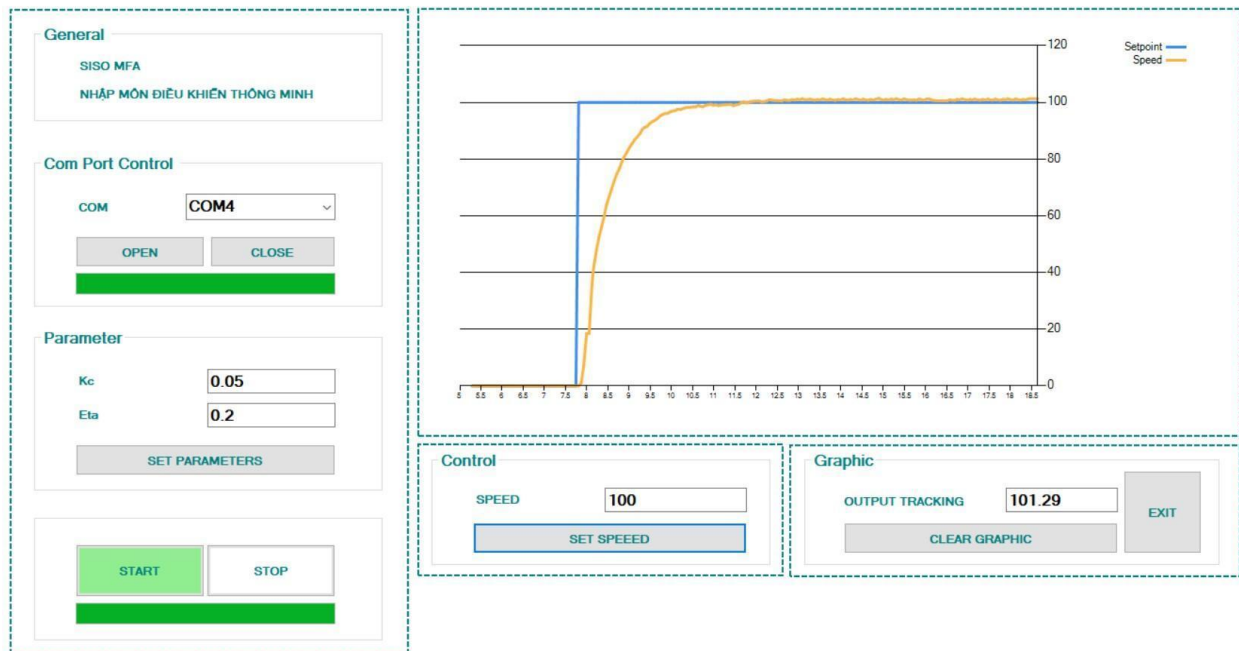 General
SISO MFA
NHẬP MÔN ĐIỀU KHIỂN THÔNG MINH
Com Port Control
COM
COM4
OPEN
CLOSE
Parameter
Kc
0.05
Eta
0.2
SET PARAMETERS
START
STOP
Setpoint
Speed
120
100
80
60
40
20
0
5 5.5 6 6.5 7 7.5 8 8.5 9 9.5 10 10.5 11 11.5 12 12.5 13 13.5 14 14.5 15 15.5 16 16.5 17 17.5 18 18.5
Control
SPEED
100
SET SPEEED
Graphic
OUTPUT TRACKING
101.29
CLEAR GRAPHIC
EXIT